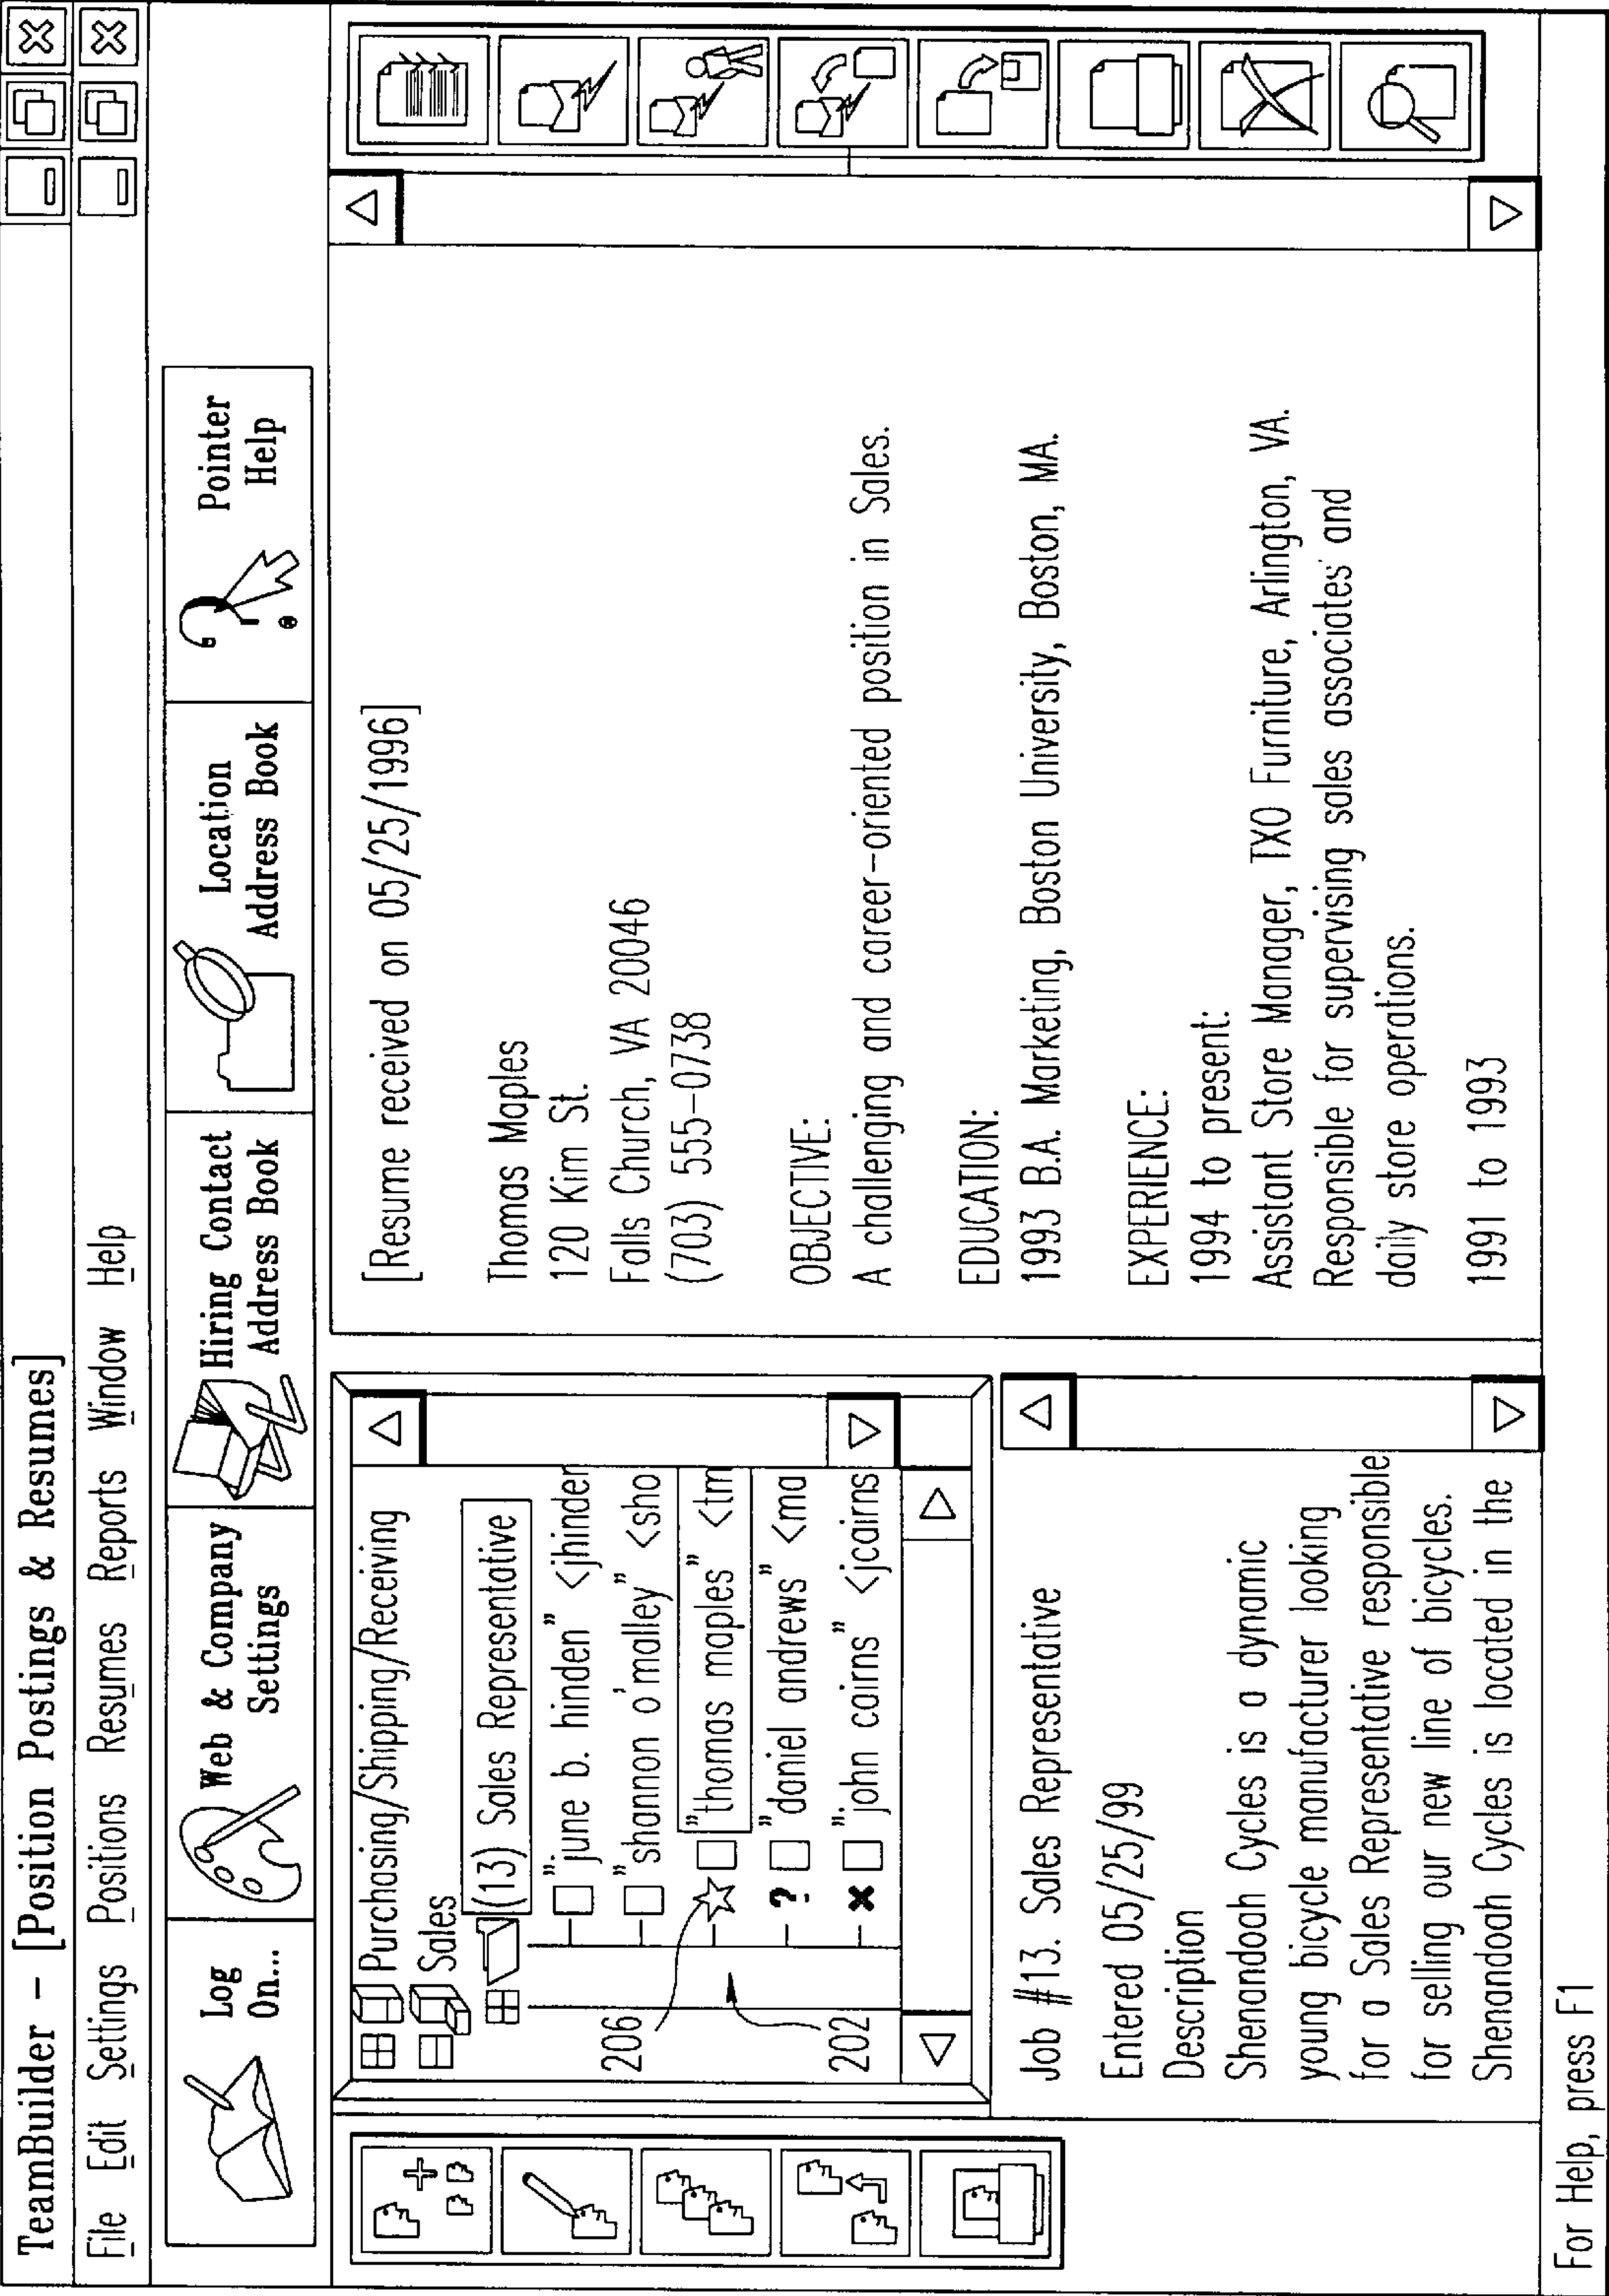 TeamBuilder – [Position Postings & Resumes]
File Edit Settings Positions Resumes Reports Window Help
Log
On...
Web & Company
Settings
Hiring Contact
Address Book
Location
Address Book
Pointer
Help
Purchasing/Shipping/Receiving
Sales
(13) Sales Representative
"june b. hinden" <jhinden
"shannon o'malley" <sho
"thomas maples" <tm
? "daniel andrews" <ma
× "john cairns" <jcairns
206
202
Job #13. Sales Representative
Entered 05/25/99
Description
Shenandoah Cycles is a dynamic
young bicycle manufacturer looking
for a Sales Representative responsible
for selling our new line of bicycles.
Shenandoah Cycles is located in the
[Resume received on 05/25/1996]
Thomas Maples
120 Kim St.
Falls Church, VA 20046
(703) 555–0738
OBJECTIVE:
A challenging and career–oriented position in Sales.
EDUCATION:
1993 B.A. Marketing, Boston University, Boston, MA.
EXPERIENCE:
1994 to present:
Assistant Store Manager, TXO Furniture, Arlington, VA.
Responsible for supervising sales associates' and
daily store operations.
1991 to 1993
For Help, press F1